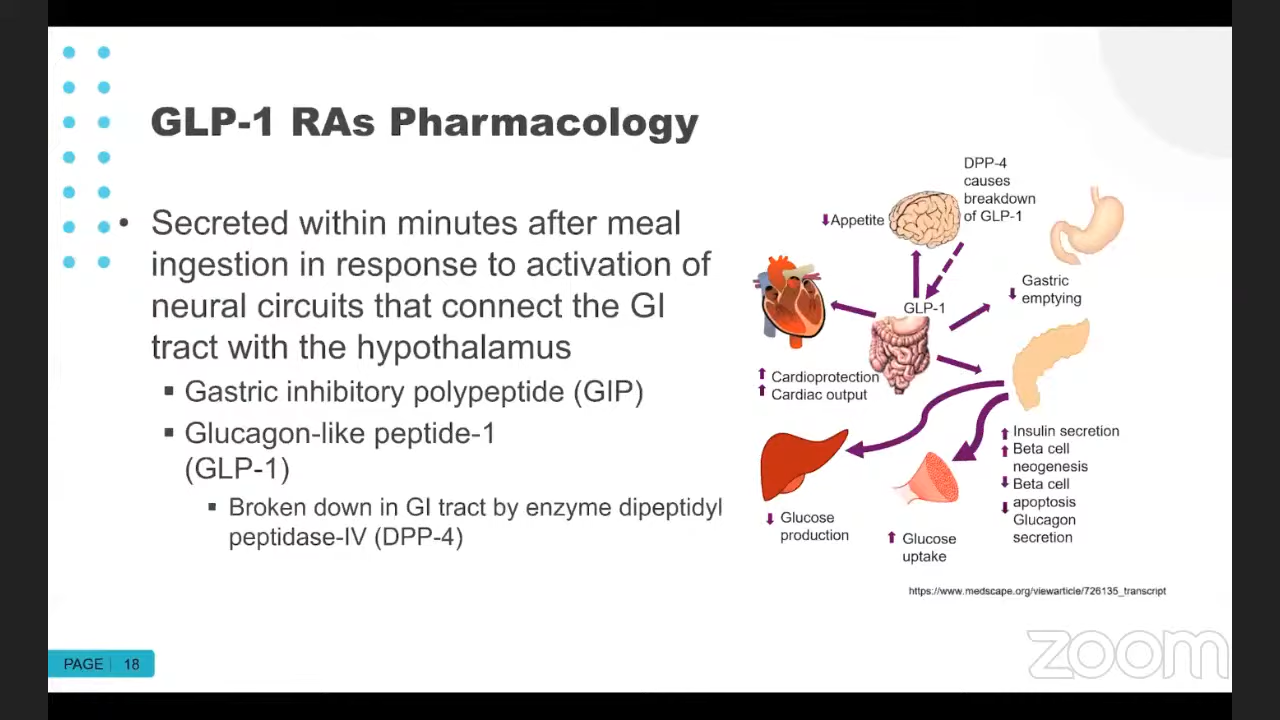 GLP-1 RAs Pharmacology
• Secreted within minutes after meal
ingestion in response to activation of
neural circuits that connect the GI
tract with the hypothalamus
▪ Gastric inhibitory polypeptide (GIP)
▪ Glucagon-like peptide-1
(GLP-1)
▪ Broken down in GI tract by enzyme dipeptidyl
peptidase-IV (DPP-4)
DPP-4
causes
breakdown
of GLP-1
⬇Appetite
GLP-1
⬇ Gastric
emptying
⬆ Cardioprotection
⬆ Cardiac output
⬆ Insulin secretion
⬆ Beta cell
neogenesis
⬇ Beta cell
apoptosis
⬇ Glucagon
secretion
⬇ Glucose
production
⬆ Glucose
uptake
https://www.medscape.org/viewarticle/726135_transcript
PAGE 18
zoom